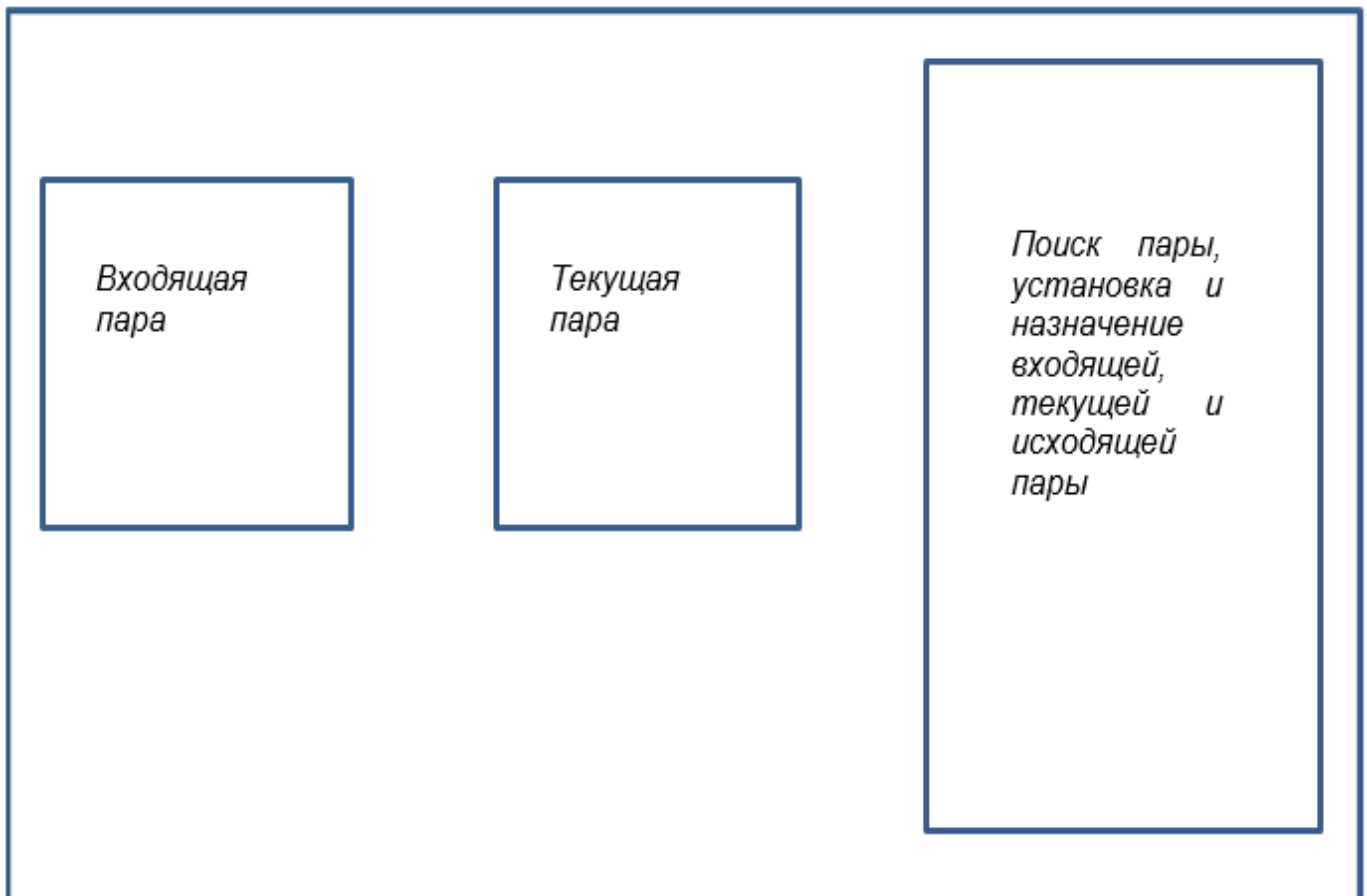 Входящая
пара
Текущая
пара
Поиск пары,
установка и
назначение
входящей,
текущей и
исходящей
пары